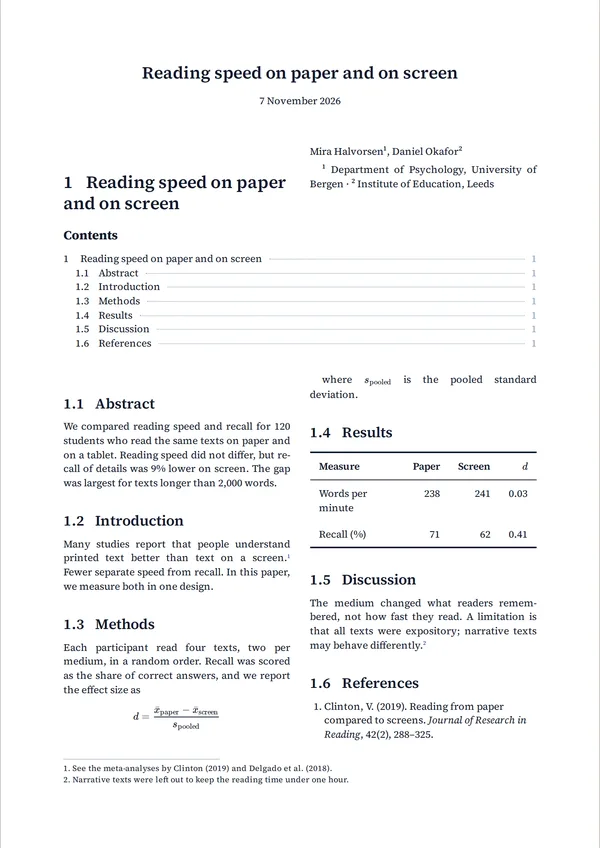 Reading speed on paper and on screen
7 November 2026
1 Reading speed on paper
and on screen
Mira Halvorsen¹, Daniel Okafor²
¹ Department of Psychology, University of
Bergen · ² Institute of Education, Leeds
Contents
1 Reading speed on paper and on screen 1
1.1 Abstract 1
1.2 Introduction 1
1.3 Methods 1
1.4 Results 1
1.5 Discussion 1
1.6 References 1
1.1 Abstract
We compared reading speed and recall for 120
students who read the same texts on paper and
on a tablet. Reading speed did not differ, but re-
call of details was 9% lower on screen. The gap
was largest for texts longer than 2,000 words.
1.2 Introduction
Many studies report that people understand
printed text better than text on a screen.¹
Fewer separate speed from recall. In this paper,
we measure both in one design.
1.3 Methods
Each participant read four texts, two per
medium, in a random order. Recall was scored
as the share of correct answers, and we report
the effect size as
d = (x̄paper − x̄screen) / spooled
where spooled is the pooled standard
deviation.
1.4 Results
Measure Paper Screen d
Words per minute 238 241 0.03
Recall (%) 71 62 0.41
1.5 Discussion
The medium changed what readers remem-
bered, not how fast they read. A limitation is
that all texts were expository; narrative texts
may behave differently.²
1.6 References
1. Clinton, V. (2019). Reading from paper
compared to screens. Journal of Research in
Reading, 42(2), 288–325.
1. See the meta-analyses by Clinton (2019) and Delgado et al. (2018).
2. Narrative texts were left out to keep the reading time under one hour.